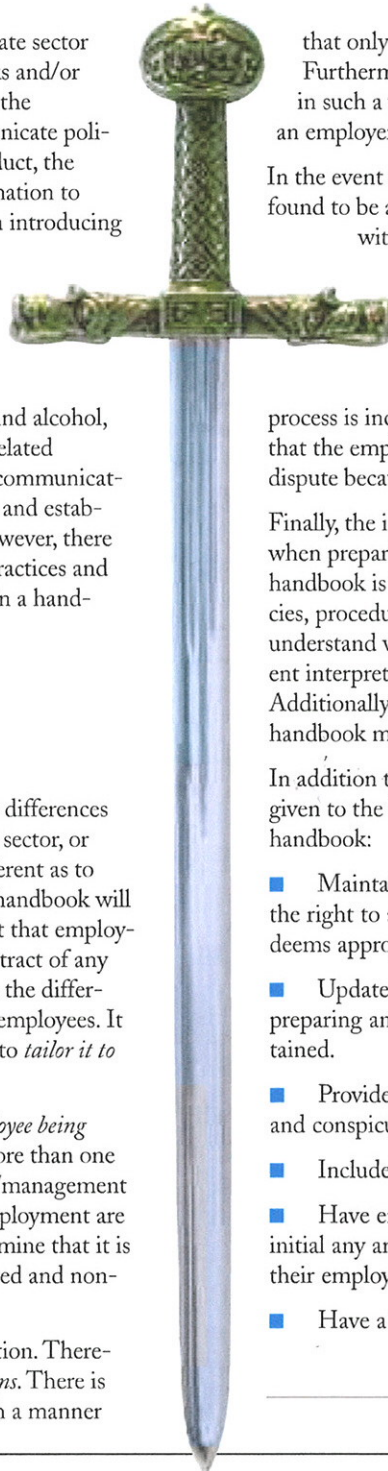 ate sector
s and/or
the
nicate poli-
duct, the
nation to
n introducing
nd alcohol,
elated
communicat-
and estab-
wever, there
ractices and
n a hand-
differences
sector, or
erent as to
handbook will
t that employ-
tract of any
the differ-
employees. It
to tailor it to
oyee being
ore than one
/management
ployment are
mine that it is
ed and non-
tion. There-
ns. There is
n a manner
that only
Furtherm
in such a
an employer
In the event
found to be a
wit
process is inc
that the emp
dispute beca
Finally, the i
when prepar
handbook is
cies, procedu
understand v
ent interpret
Additionally
handbook m
In addition t
given to the
handbook:
■ Mainta
the right to
deems appro
■ Update
preparing an
tained.
■ Provide
and conspicu
■ Include
■ Have e
initial any a
their employ
■ Have a